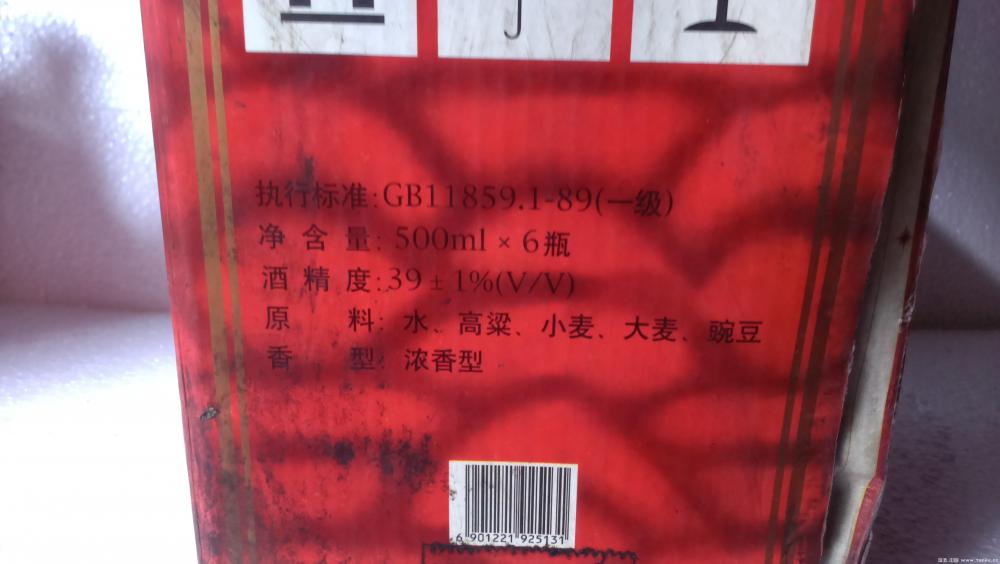 执行标准:GB11859.1-89(一级)
净含量:500ml×6瓶
酒精度:39±1%(V/V)
原料:水、高粱、小麦、大麦、豌豆
香型:浓香型
6 901221 925131